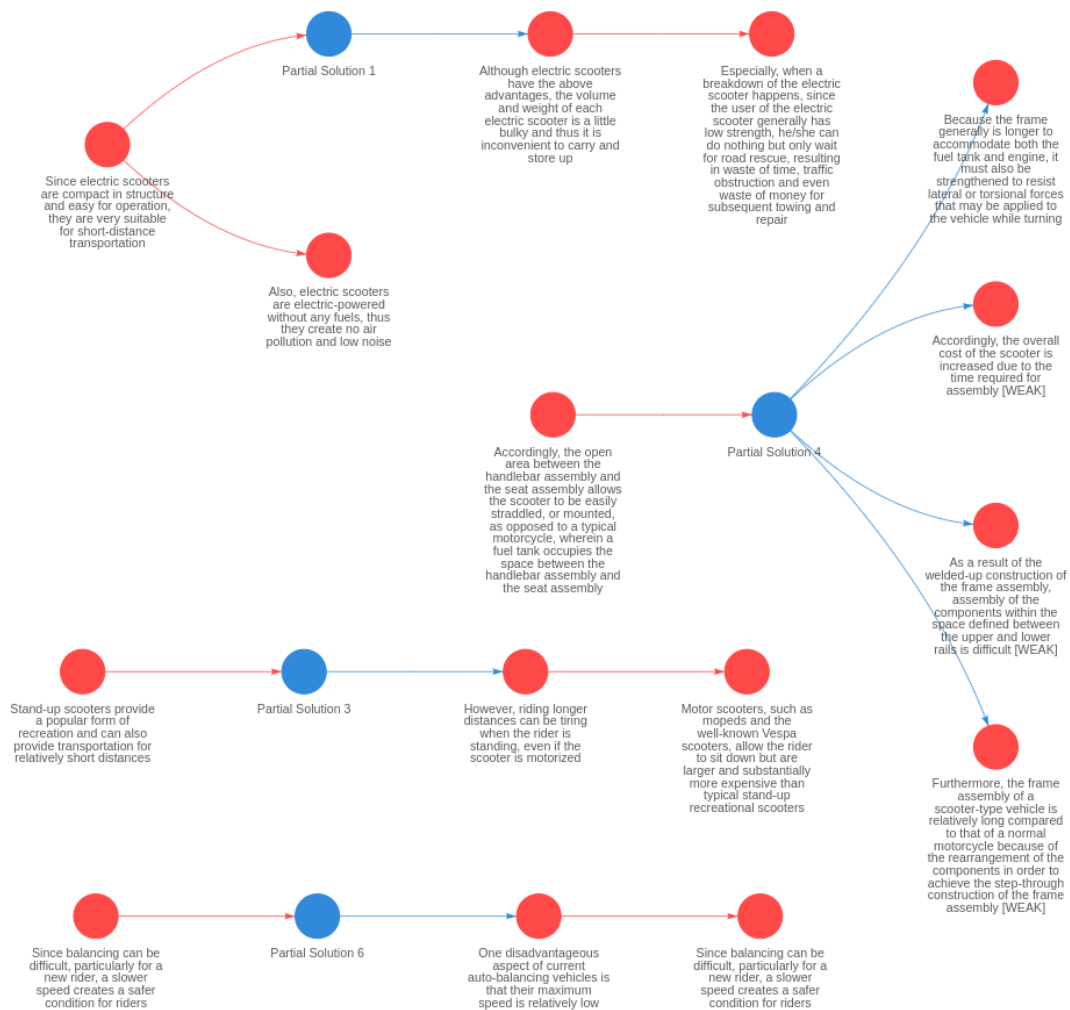 Partial Solution 1
Although electric scooters
have the above
advantages, the volume
and weight of each
electric scooter is a little
bulky and thus it is
inconvenient to carry and
store up
Especially, when a
breakdown of the electric
scooter happens, since
the user of the electric
scooter generally has
low strength, he/she can
do nothing but only wait
for road rescue, resulting
in waste of time, traffic
obstruction and even
waste of money for
subsequent towing and
repair
Because the frame
generally is longer to
accommodate both the
fuel tank and engine, it
must also be
strengthened to resist
lateral or torsional forces
that may be applied to
the vehicle while turning
Since electric scooters
are compact in structure
and easy for operation,
they are very suitable
for short-distance
transportation
Also, electric scooters
are electric-powered
without any fuels, thus
they create no air
pollution and low noise
Accordingly, the overall
cost of the scooter is
increased due to the
time required for
assembly [WEAK]
Accordingly, the open
area between the
handlebar assembly and
the seat assembly allows
the scooter to be easily
straddled, or mounted,
as opposed to a typical
motorcycle, wherein a
fuel tank occupies the
space between the
handlebar assembly and
the seat assembly
Partial Solution 4
As a result of the
welded-up construction of
the frame assembly,
assembly of the
components within the
space defined between
the upper and lower
rails is difficult [WEAK]
Stand-up scooters provide
a popular form of
recreation and can also
provide transportation for
relatively short distances
Partial Solution 3
However, riding longer
distances can be tiring
when the rider is
standing, even if the
scooter is motorized
Motor scooters, such as
mopeds and the
well-known Vespa
scooters, allow the rider
to sit down but are
larger and substantially
more expensive than
typical stand-up
recreational scooters
Furthermore, the frame
assembly of a
scooter-type vehicle is
relatively long compared
to that of a normal
motorcycle because of
the rearrangement of the
components in order to
achieve the step-through
construction of the frame
assembly [WEAK]
Since balancing can be
difficult, particularly for a
new rider, a slower
speed creates a safer
condition for riders
Partial Solution 6
One disadvantageous
aspect of current
auto-balancing vehicles is
that their maximum
speed is relatively low
Since balancing can be
difficult, particularly for a
new rider, a slower
speed creates a safer
condition for riders